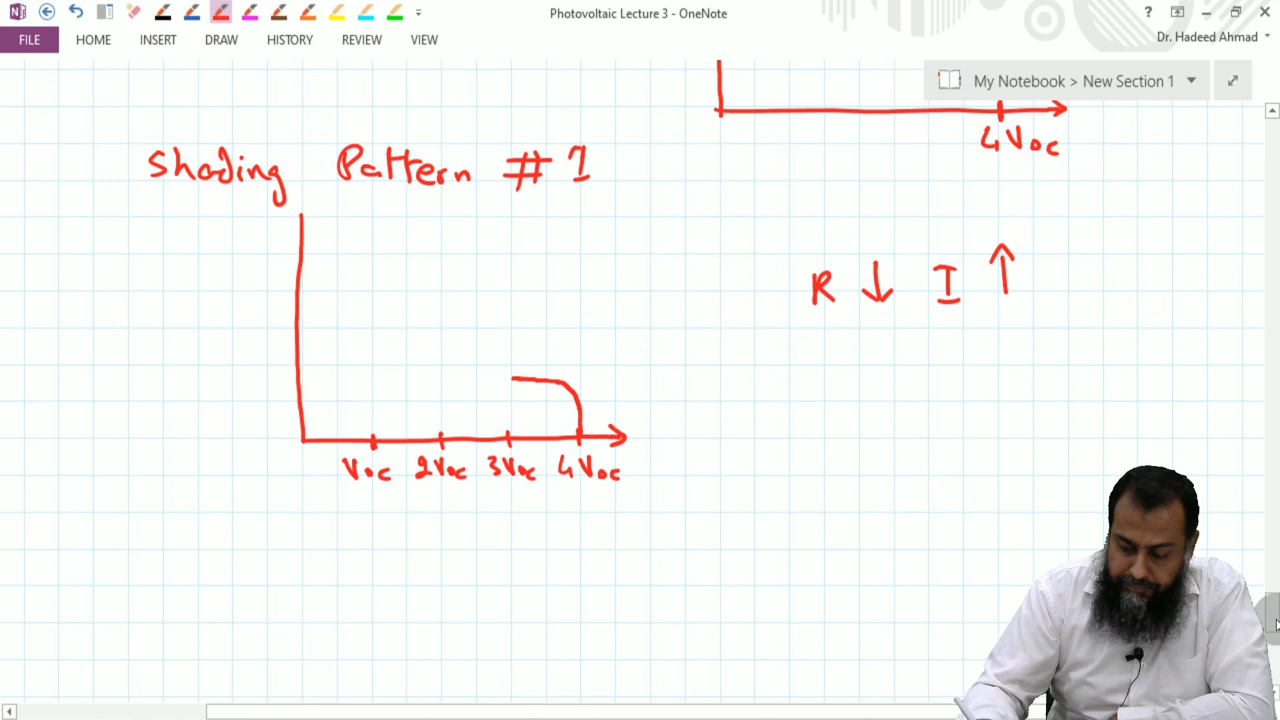 Photovoltaic Lecture 3 - OneNote
Dr. Hadeed Ahmad
FILE HOME INSERT DRAW HISTORY REVIEW VIEW
My Notebook > New Section 1
4Voc
Shading Pattern # 1
R ↓ I ↑
Voc 2Voc 3Voc 4Voc